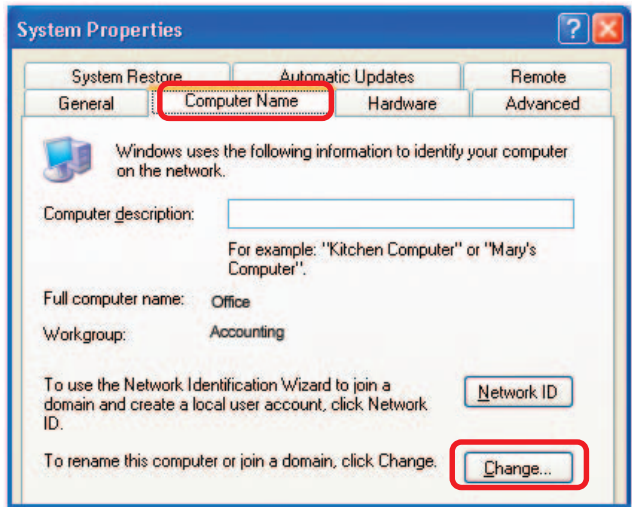 System Properties
?
System Restore Automatic Updates Remote
General Computer Name Hardware Advanced
Windows uses the following information to identify your computer
on the network.
Computer description:
For example: "Kitchen Computer" or "Mary's
Computer".
Full computer name: Office
Workgroup: Accounting
To use the Network Identification Wizard to join a
domain and create a local user account, click Network
ID.
Network ID
To rename this computer or join a domain, click Change.
Change...